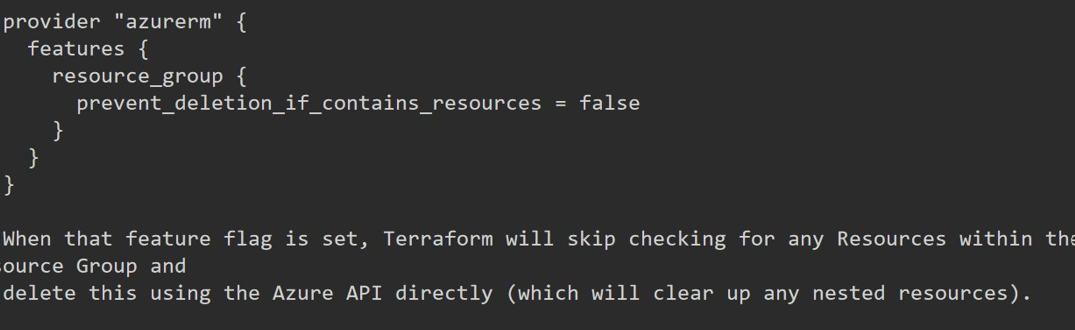 provider "azurerm" {
  features {
    resource_group {
      prevent_deletion_if_contains_resources = false
    }
  }
}

When that feature flag is set, Terraform will skip checking for any Resources within the
source Group and
delete this using the Azure API directly (which will clear up any nested resources).